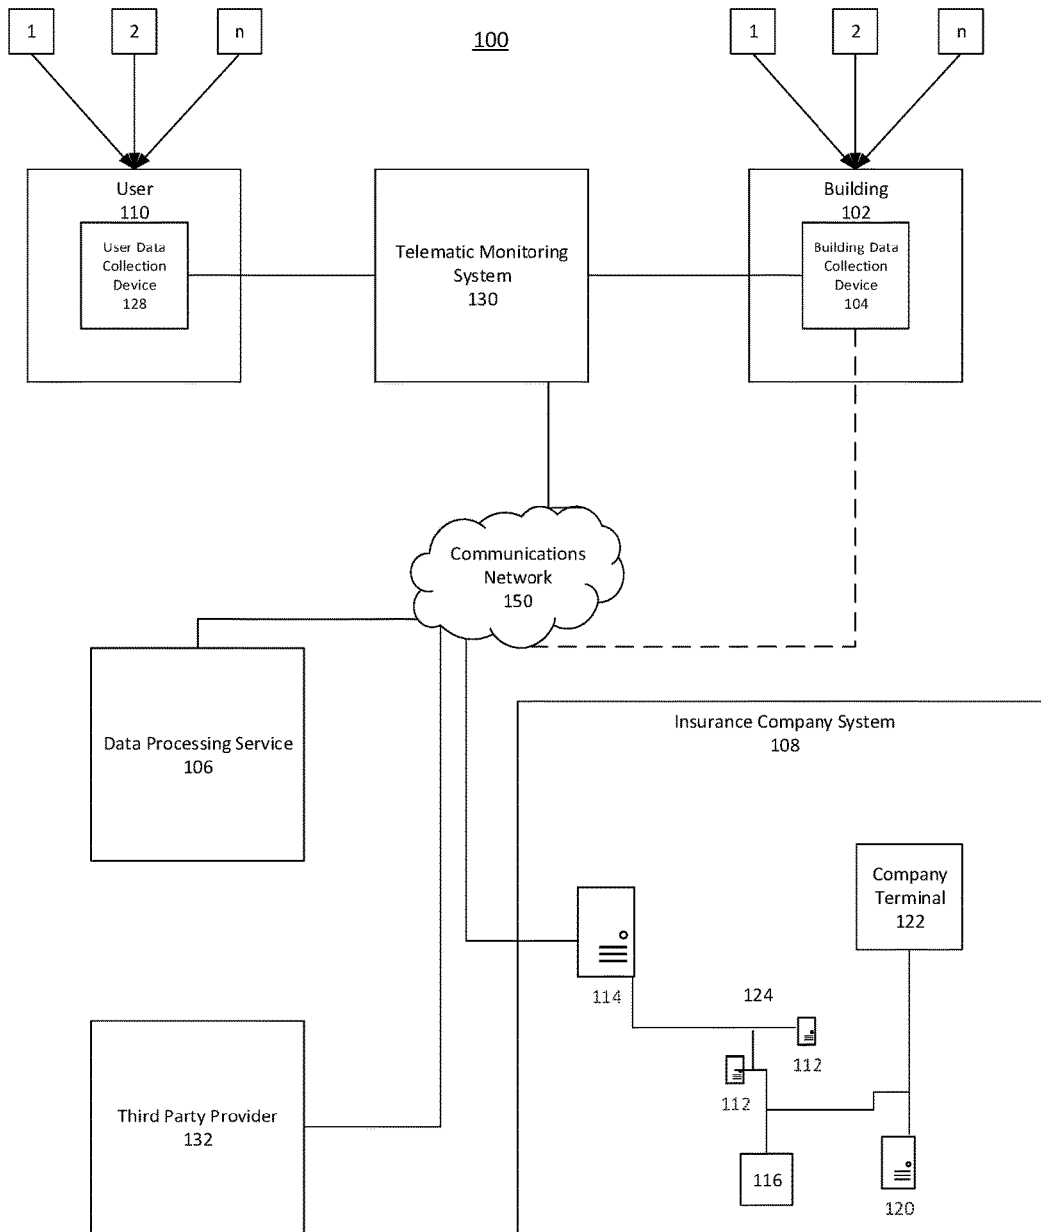 1
2
n
100
1
2
n
User
110
User Data
Collection
Device
128
Telematic Monitoring
System
130
Building
102
Building Data
Collection
Device
104
Communications
Network
150
Data Processing Service
106
Insurance Company System
108
Company
Terminal
122
114
124
112
112
Third Party Provider
132
116
120